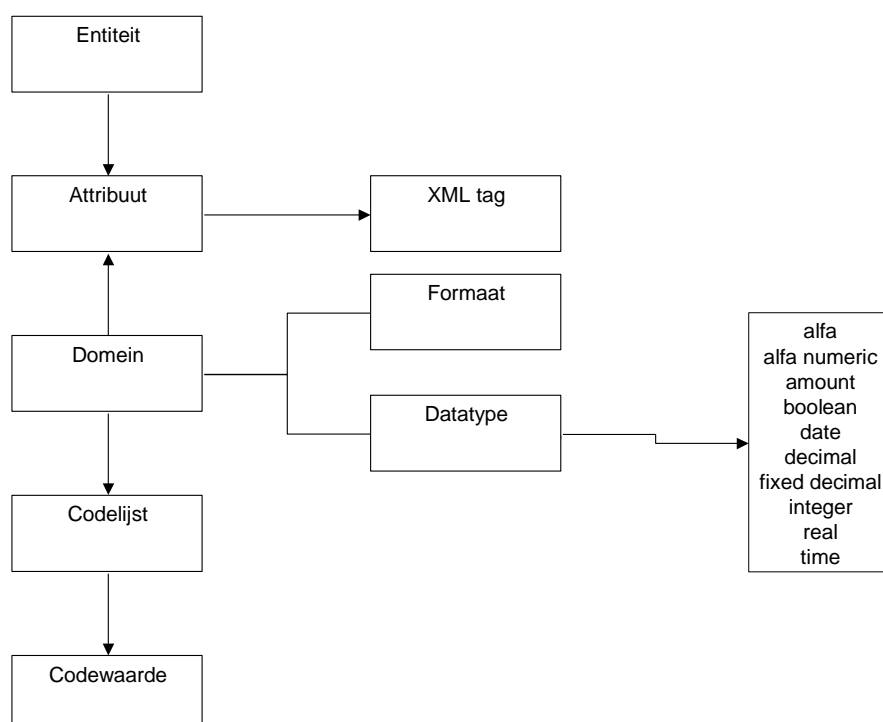 Entiteit
Attribuut
XML tag
Formaat
Domein
Datatype
alfa
alfa numeric
amount
boolean
date
decimal
fixed decimal
integer
real
time
Codelijst
Codewaarde